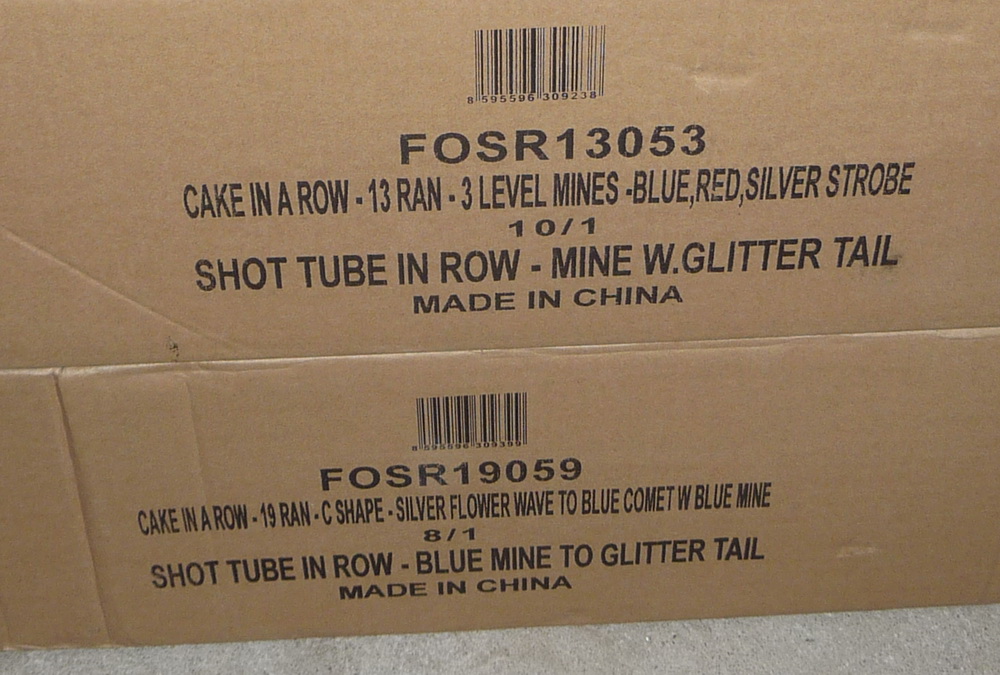 8 595596 309238
FOSR13053
CAKE IN A ROW - 13 RAN - 3 LEVEL MINES -BLUE,RED,SILVER STROBE
10/1
SHOT TUBE IN ROW - MINE W.GLITTER TAIL
MADE IN CHINA
8 595596 309399
FOSR19059
CAKE IN A ROW - 19 RAN - C SHAPE - SILVER FLOWER WAVE TO BLUE COMET W BLUE MINE
8/1
SHOT TUBE IN ROW - BLUE MINE TO GLITTER TAIL
MADE IN CHINA